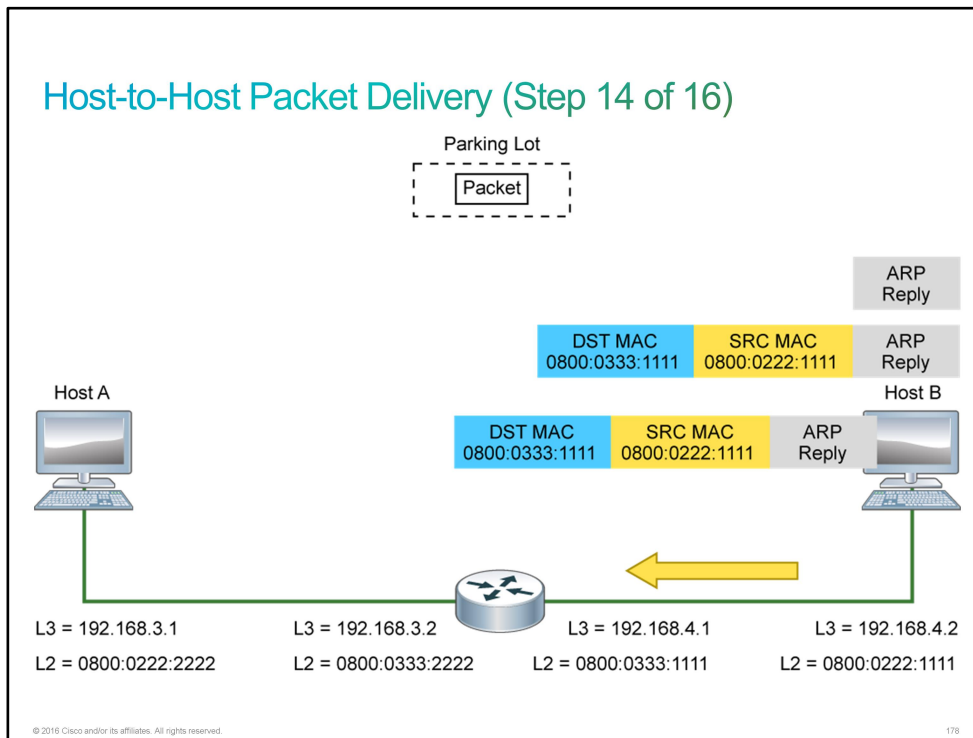 Host-to-Host Packet Delivery (Step 14 of 16)
Parking Lot
Packet
ARP
Reply
DST MAC
0800:0333:1111
SRC MAC
0800:0222:1111
ARP
Reply
Host A
Host B
DST MAC
0800:0333:1111
SRC MAC
0800:0222:1111
ARP
Reply
L3 = 192.168.3.1
L3 = 192.168.3.2
L3 = 192.168.4.1
L3 = 192.168.4.2
L2 = 0800:0222:2222
L2 = 0800:0333:2222
L2 = 0800:0333:1111
L2 = 0800:0222:1111
© 2016 Cisco and/or its affiliates. All rights reserved.
178